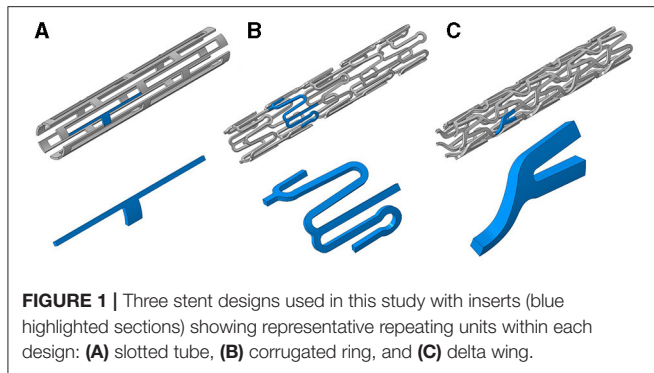 A
B
C
FIGURE 1 | Three stent designs used in this study with inserts (blue
highlighted sections) showing representative repeating units within each
design: (A) slotted tube, (B) corrugated ring, and (C) delta wing.